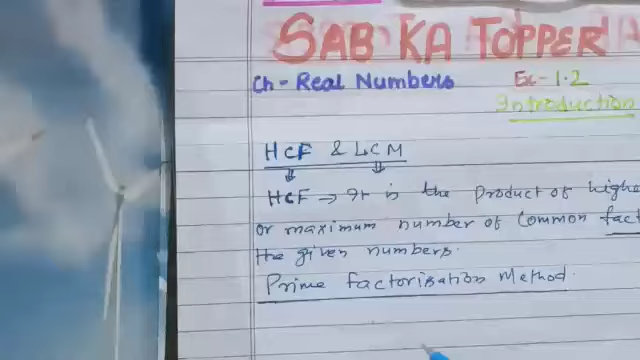 SAB KA TOPPER
Ch - Real Numbers Ex-1.2
Introduction
HCF & LCM
HCF → It is the product of
or maximum number of common
the given numbers.
Prime factorisation Method.